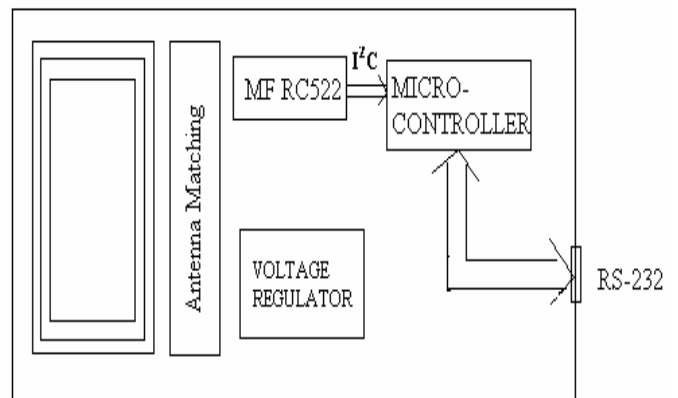 Antenna Matching
MF RC522
I²C
MICRO-
CONTROLLER
VOLTAGE
REGULATOR
RS-232